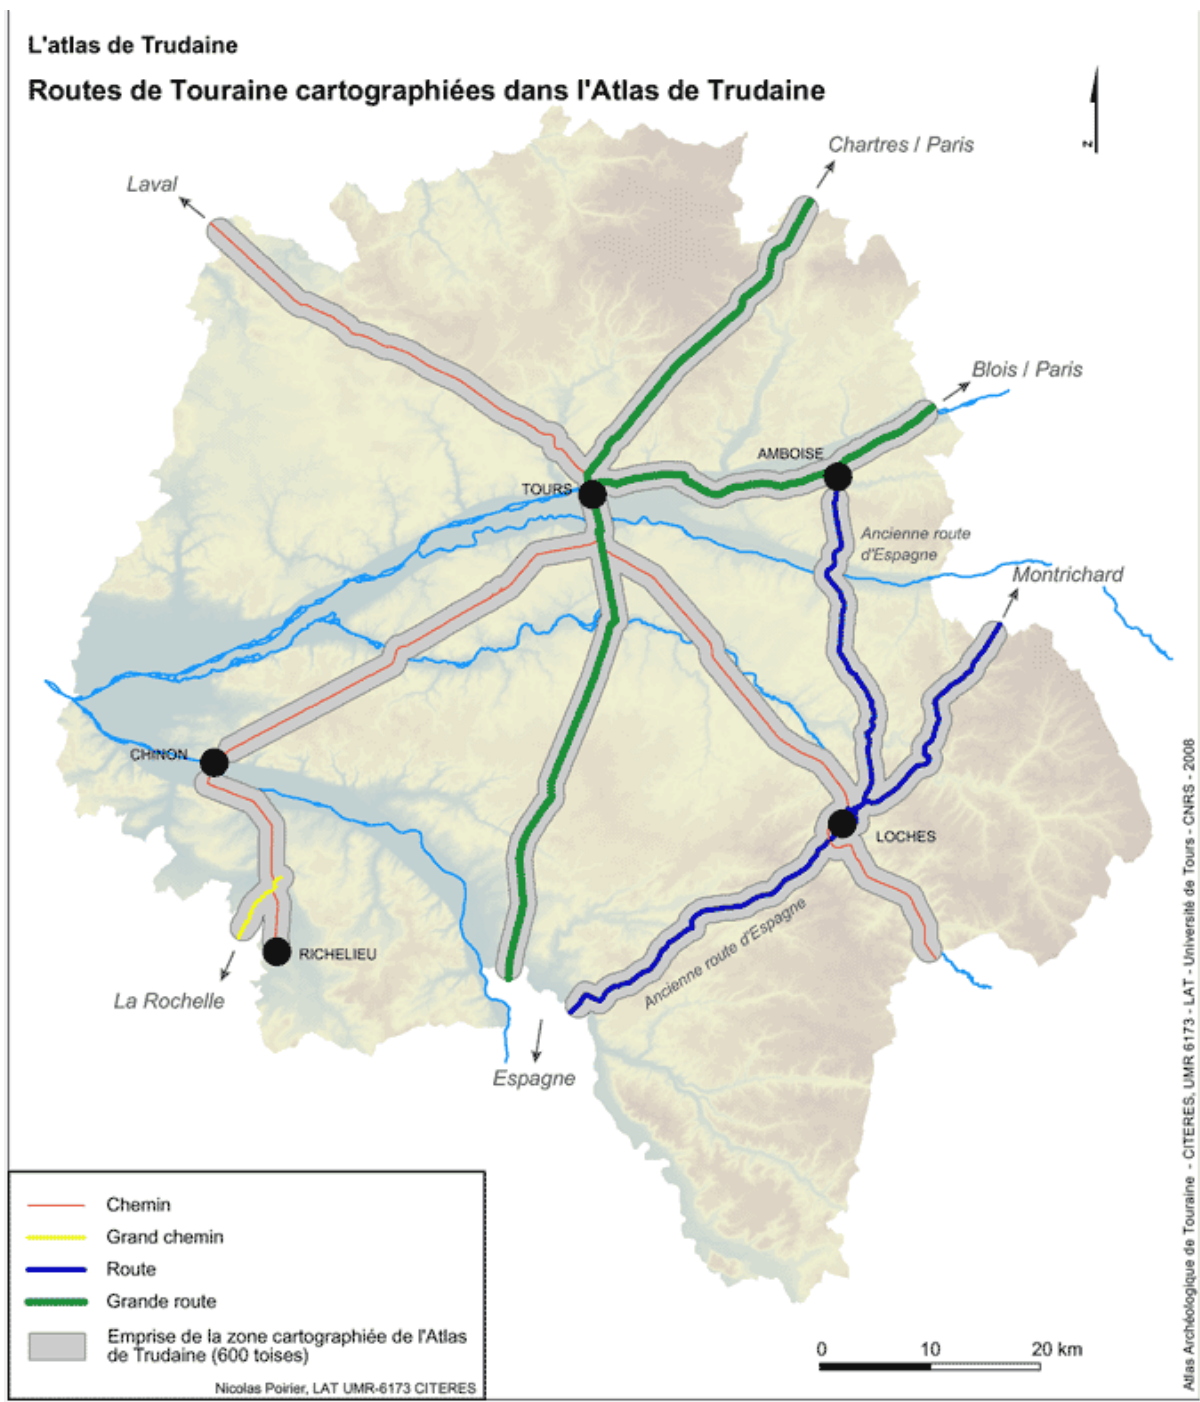 L'atlas de Trudaine
Routes de Touraine cartographiées dans l'Atlas de Trudaine
Chartres / Paris
z
Laval
Blois / Paris
AMBOISE
TOURS
Ancienne route
d'Espagne
Montrichard
CHINON
LOCHES
Ancienne route d'Espagne
RICHELIEU
La Rochelle
Espagne
Chemin
Grand chemin
Route
Grande route
Emprise de la zone cartographiée de l'Atlas
de Trudaine (600 toises)
Nicolas Poirier, LAT UMR-6173 CITERES
0 10 20 km
Atlas Archéologique de Touraine - CITERES, UMR 6173 - LAT - Université de Tours - CNRS - 2008